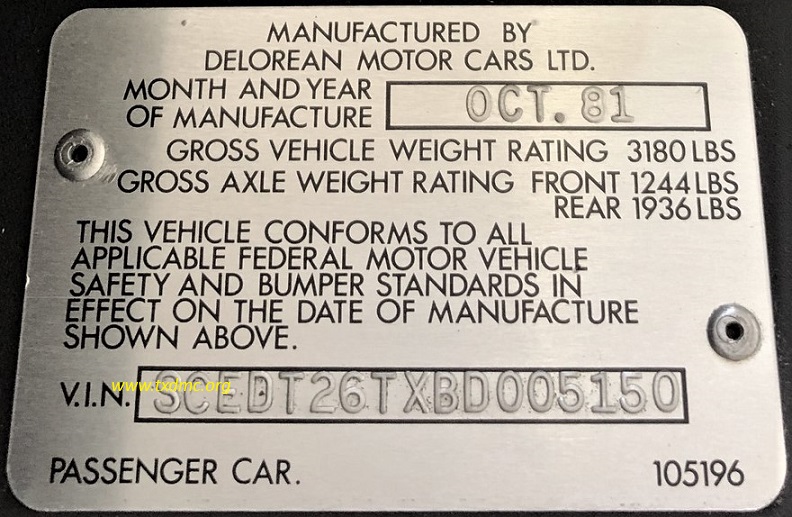 MANUFACTURED BY
DELOREAN MOTOR CARS LTD.
MONTH AND YEAR
OF MANUFACTURE OCT. 81
GROSS VEHICLE WEIGHT RATING 3180 LBS
GROSS AXLE WEIGHT RATING FRONT 1244 LBS
REAR 1936 LBS
THIS VEHICLE CONFORMS TO ALL
APPLICABLE FEDERAL MOTOR VEHICLE
SAFETY AND BUMPER STANDARDS IN
EFFECT ON THE DATE OF MANUFACTURE
SHOWN ABOVE.
www.txdmc.org
V.I.N. SCEDT26TXBD005150
PASSENGER CAR. 105196